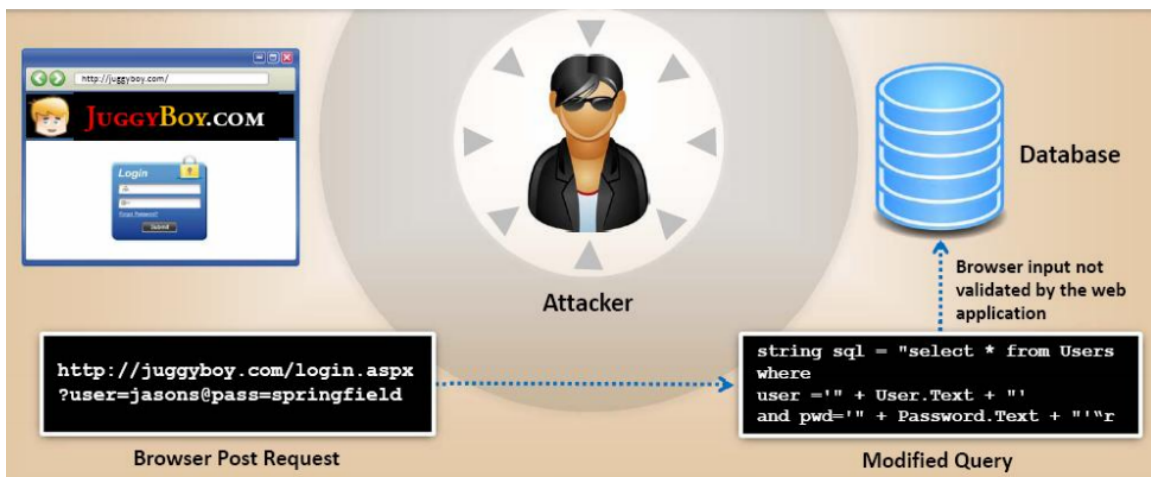 http://juggyboy.com/
JUGGYBOY.COM
Login
Forgot Password?
Submit
Attacker
Database
Browser input not
validated by the web
application
http://juggyboy.com/login.aspx
?user=jasons@pass=springfield
Browser Post Request
string sql = "select * from Users
where
user ='" + User.Text + "'
and pwd='" + Password.Text + "'“r
Modified Query